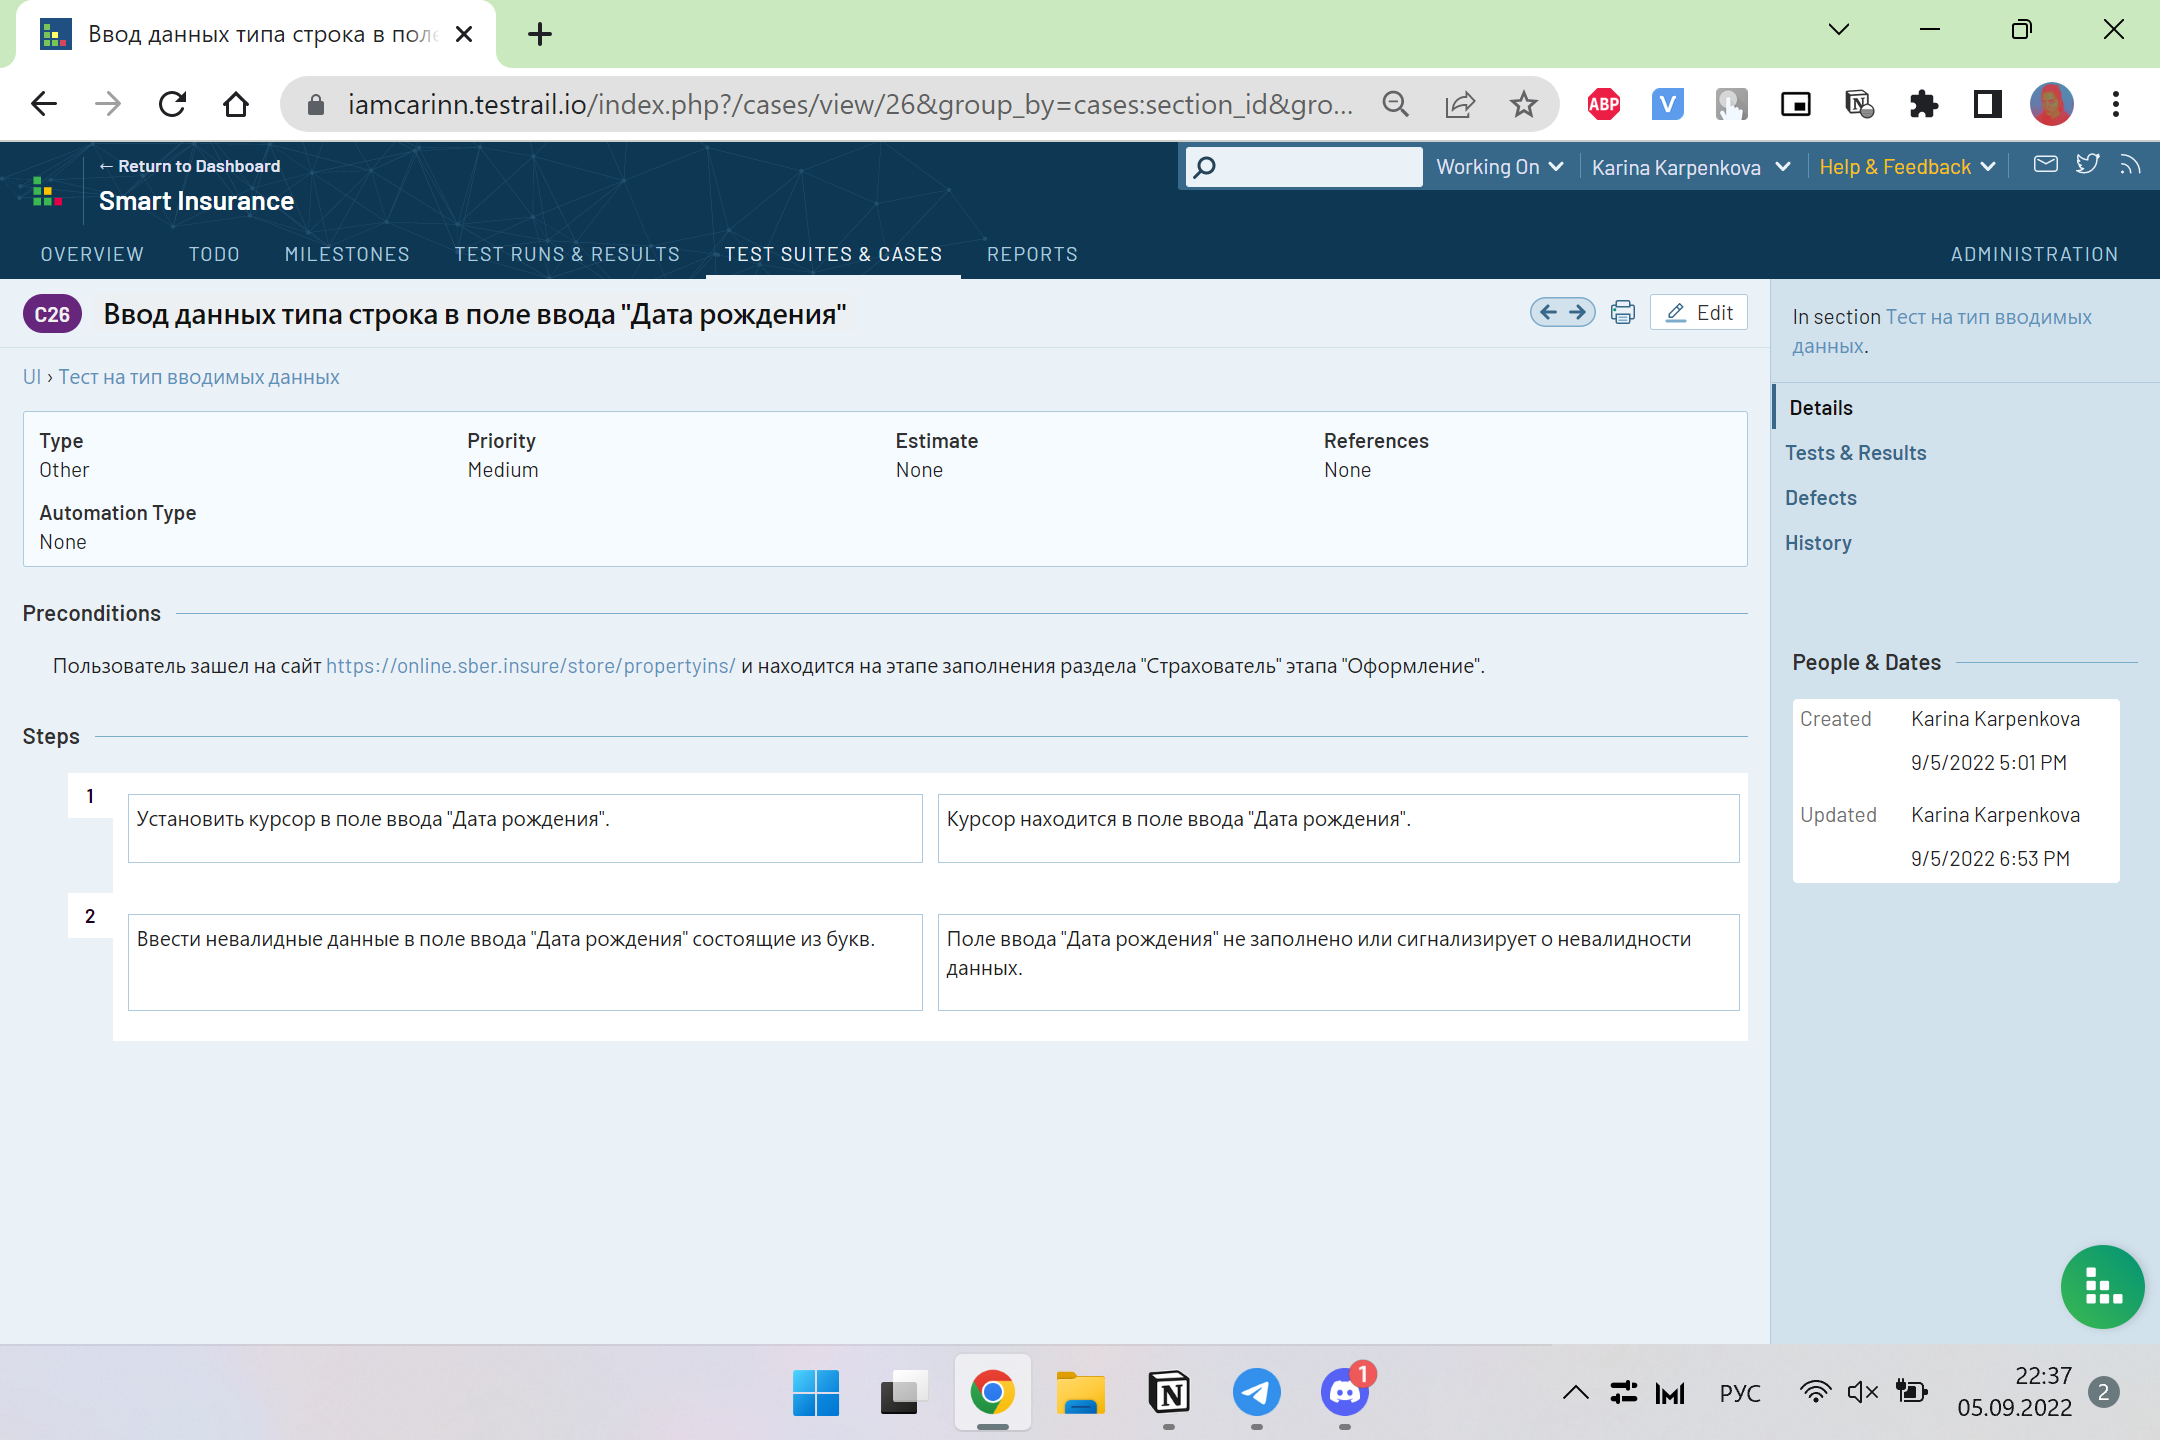 Ввод данных типа строка в поле
iamcarinn.testrail.io/index.php?/cases/view/26&group_by=cases:section_id&gro...
ABP
V
← Return to Dashboard
Smart Insurance
Working On
Karina Karpenkova
Help & Feedback
OVERVIEW
TODO
MILESTONES
TEST RUNS & RESULTS
TEST SUITES & CASES
REPORTS
ADMINISTRATION
C26
Ввод данных типа строка в поле ввода "Дата рождения"
Edit
UI › Тест на тип вводимых данных
Type
Other
Priority
Medium
Estimate
None
References
None
Automation Type
None
Preconditions
Пользователь зашел на сайт https://online.sber.insure/store/propertyins/ и находится на этапе заполнения раздела "Страхователь" этапа "Оформление".
Steps
1
Установить курсор в поле ввода "Дата рождения".
Курсор находится в поле ввода "Дата рождения".
2
Ввести невалидные данные в поле ввода "Дата рождения" состоящие из букв.
Поле ввода "Дата рождения" не заполнено или сигнализирует о невалидности
данных.
In section Тест на тип вводимых
данных.
Details
Tests & Results
Defects
History
People & Dates
Created
Karina Karpenkova
9/5/2022 5:01 PM
Updated
Karina Karpenkova
9/5/2022 6:53 PM
1
РУС
22:37
05.09.2022
2